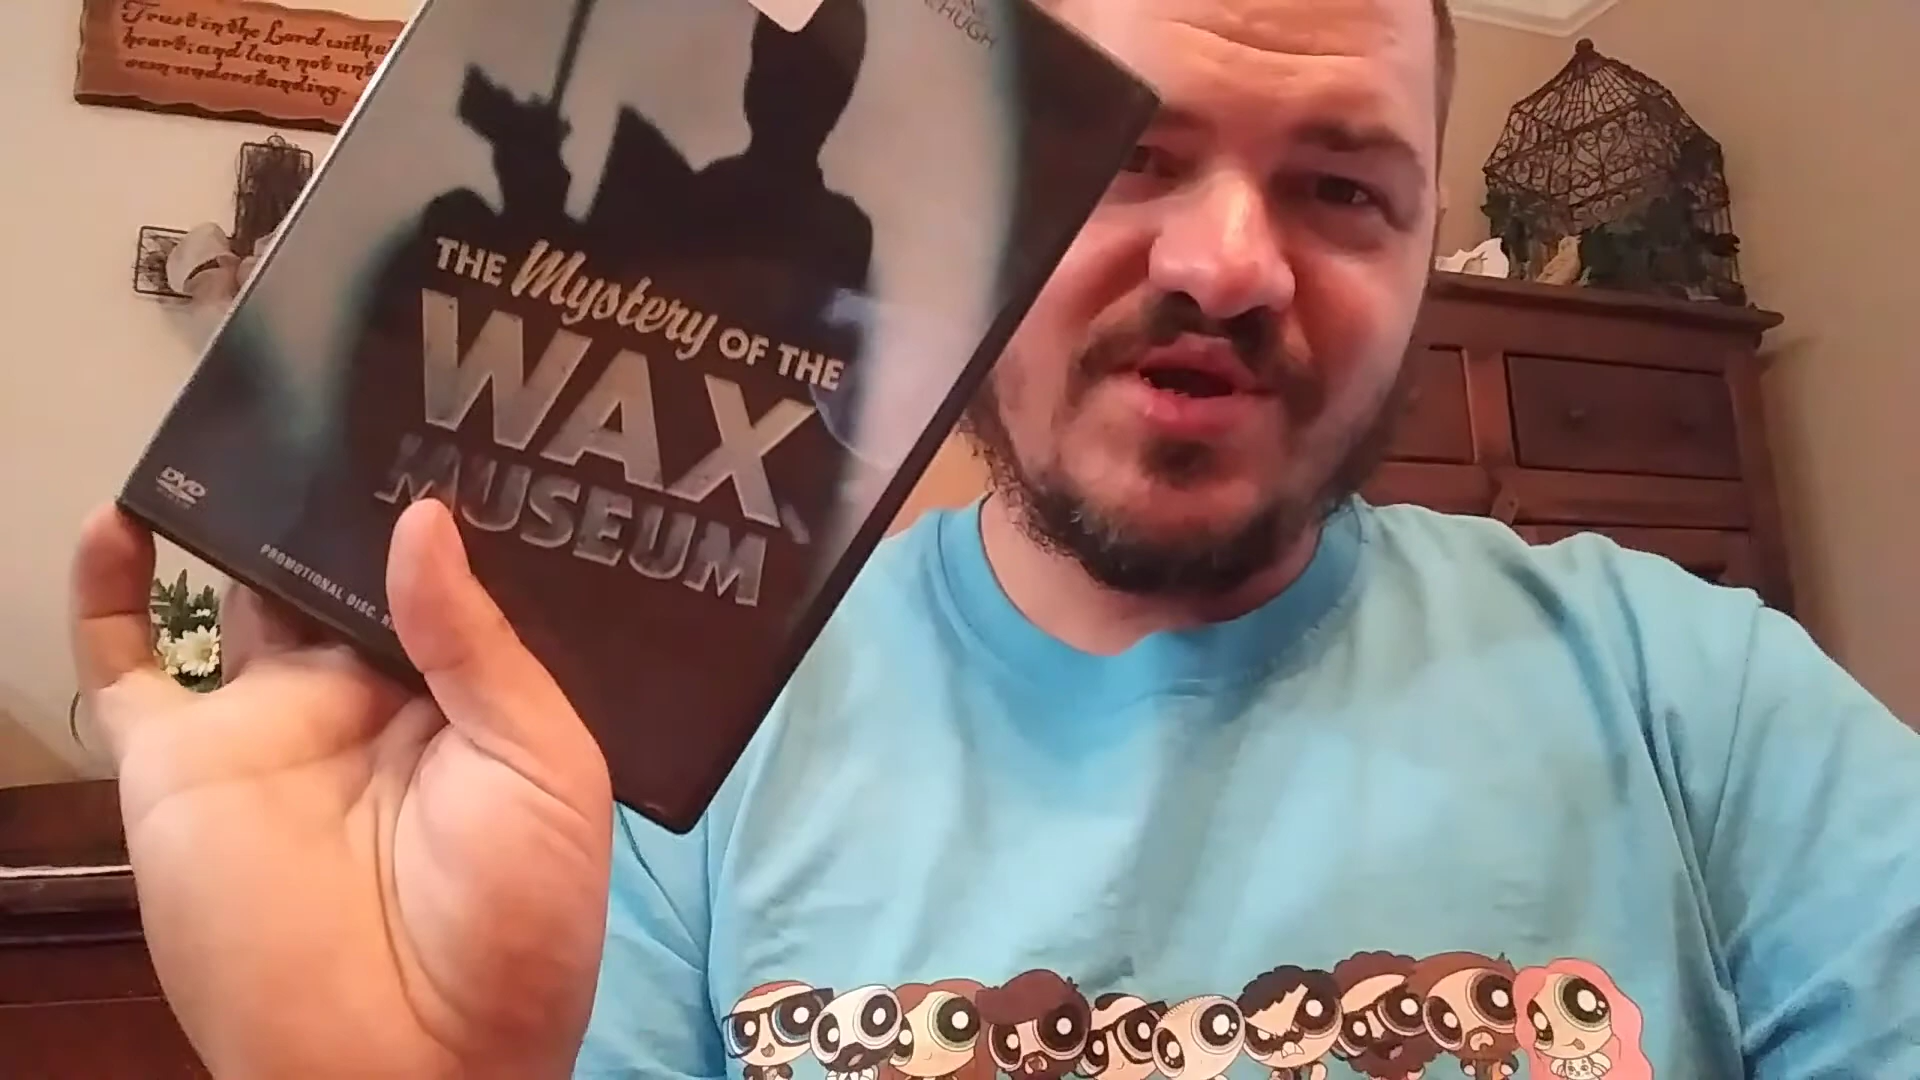 Trust in the Lord with
heart; and lean not unt
own understanding.
CHUGH
THE Mystery OF THE
WAX
MUSEUM
DVD
PROMOTIONAL DISC.